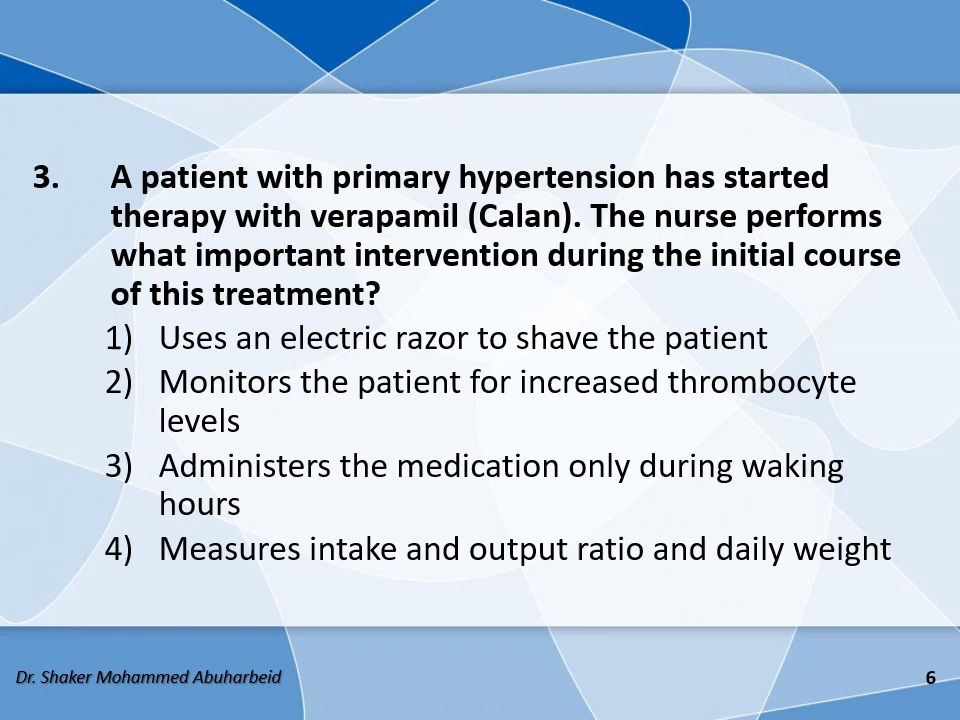 3. A patient with primary hypertension has started
therapy with verapamil (Calan). The nurse performs
what important intervention during the initial course
of this treatment?
1) Uses an electric razor to shave the patient
2) Monitors the patient for increased thrombocyte
levels
3) Administers the medication only during waking
hours
4) Measures intake and output ratio and daily weight
Dr. Shaker Mohammed Abuharbeid
6